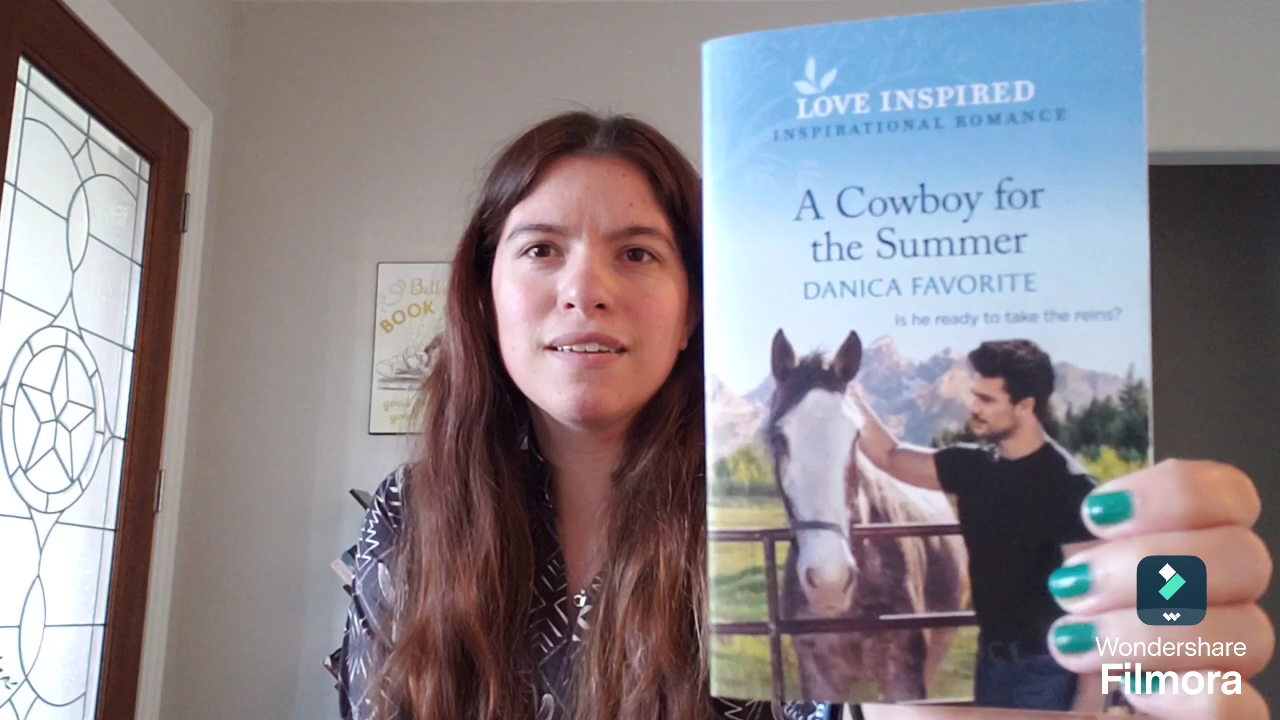 LOVE INSPIRED
INSPIRATIONAL ROMANCE
A Cowboy for
the Summer
DANICA FAVORITE
Is he ready to take the reins?
BOOK
Wondershare
Filmora